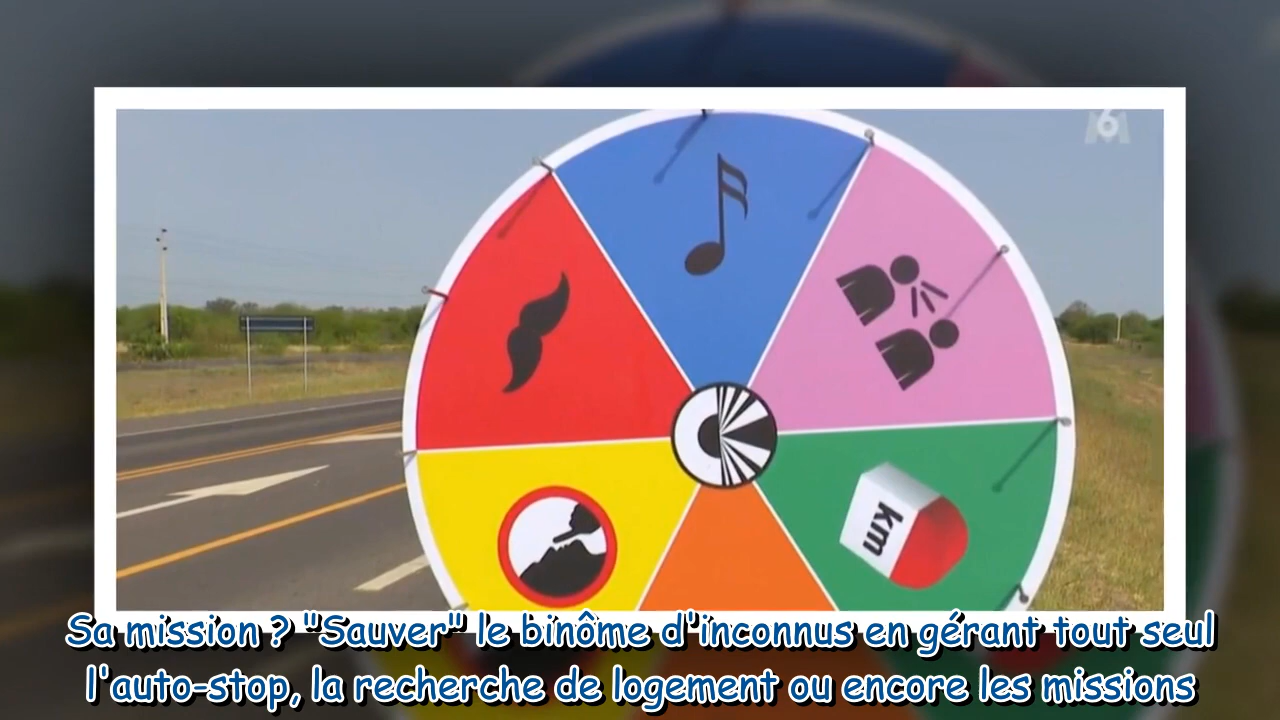 6
km
Sa mission ? "Sauver" le binôme d'inconnus en gérant tout seul
l'auto-stop, la recherche de logement ou encore les missions